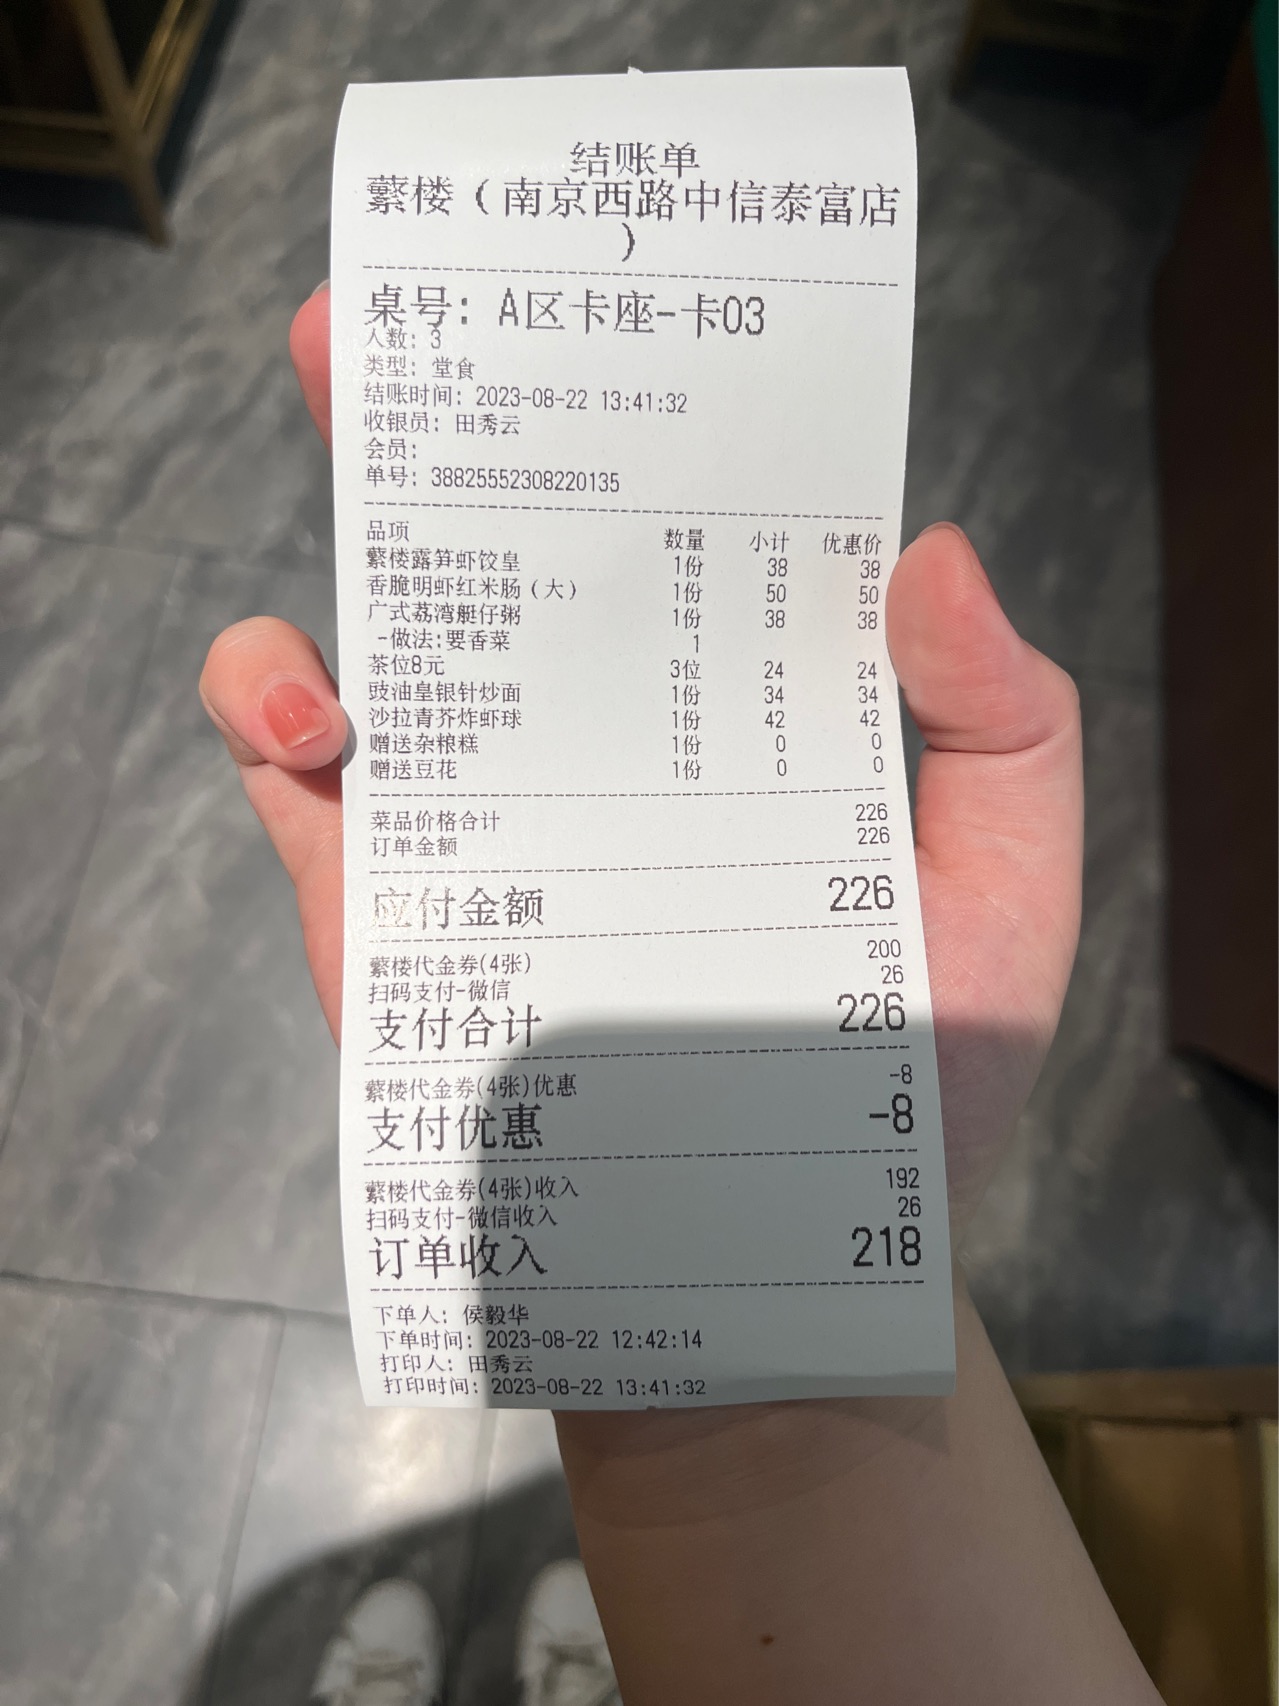 结账单
蘩楼（南京西路中信泰富店
）
桌号：A区卡座-卡03
人数：3
类型：堂食
结账时间：2023-08-22 13:41:32
收银员：田秀云
会员：
单号：38825552308220135
品项 数量 小计 优惠价
蘩楼露笋虾饺皇 1份 38 38
香脆明虾红米肠（大） 1份 50 50
广式荔湾艇仔粥 1份 38 38
-做法:要香菜 1
茶位8元 3位 24 24
豉油皇银针炒面 1份 34 34
沙拉青芥炸虾球 1份 42 42
赠送杂粮糕 1份 0 0
赠送豆花 1份 0 0
菜品价格合计 226
订单金额 226
应付金额 226
蘩楼代金券(4张) 200
扫码支付-微信 26
支付合计 226
蘩楼代金券(4张)优惠 -8
支付优惠 -8
蘩楼代金券(4张)收入 192
扫码支付-微信收入 26
订单收入 218
下单人：侯毅华
下单时间：2023-08-22 12:42:14
打印人：田秀云
打印时间：2023-08-22 13:41:32